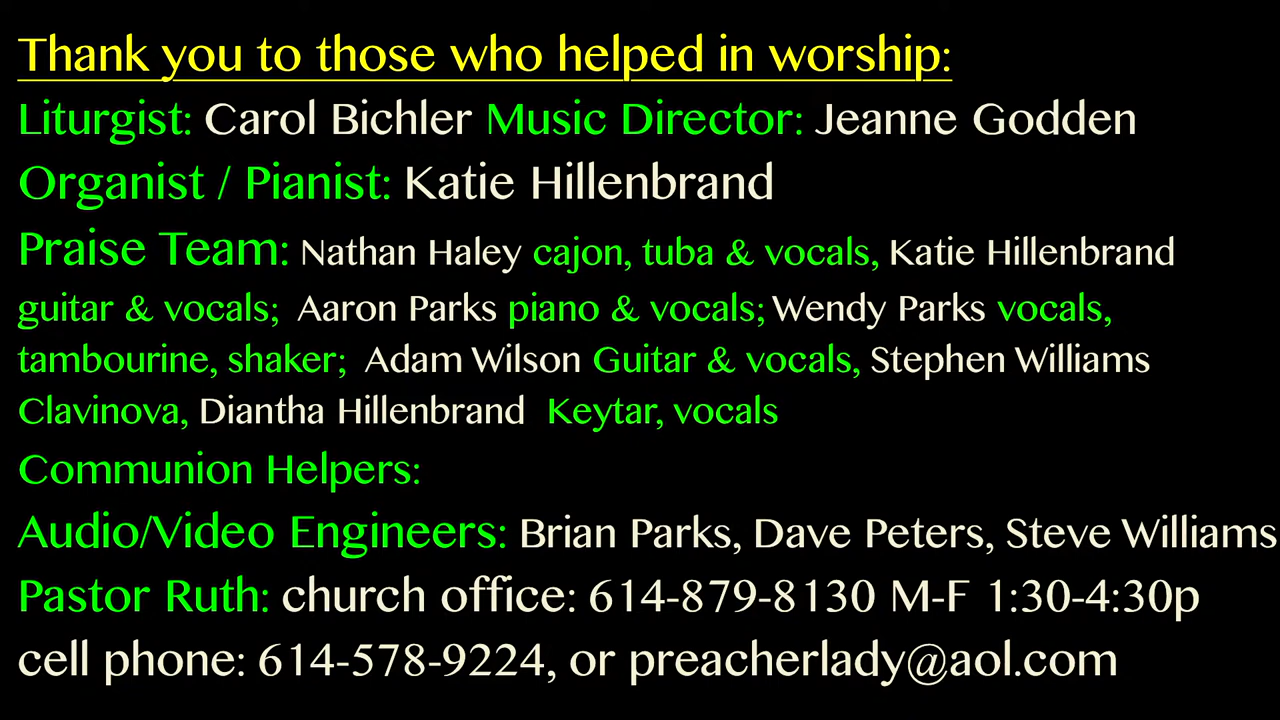 Thank you to those who helped in worship:
Liturgist: Carol Bichler Music Director: Jeanne Godden
Organist / Pianist: Katie Hillenbrand
Praise Team: Nathan Haley cajon, tuba & vocals, Katie Hillenbrand
guitar & vocals;  Aaron Parks piano & vocals; Wendy Parks vocals,
tambourine, shaker;  Adam Wilson Guitar & vocals, Stephen Williams
Clavinova, Diantha Hillenbrand  Keytar, vocals
Communion Helpers:
Audio/Video Engineers: Brian Parks, Dave Peters, Steve Williams
Pastor Ruth: church office: 614-879-8130 M-F 1:30-4:30p
cell phone: 614-578-9224, or preacherlady@aol.com